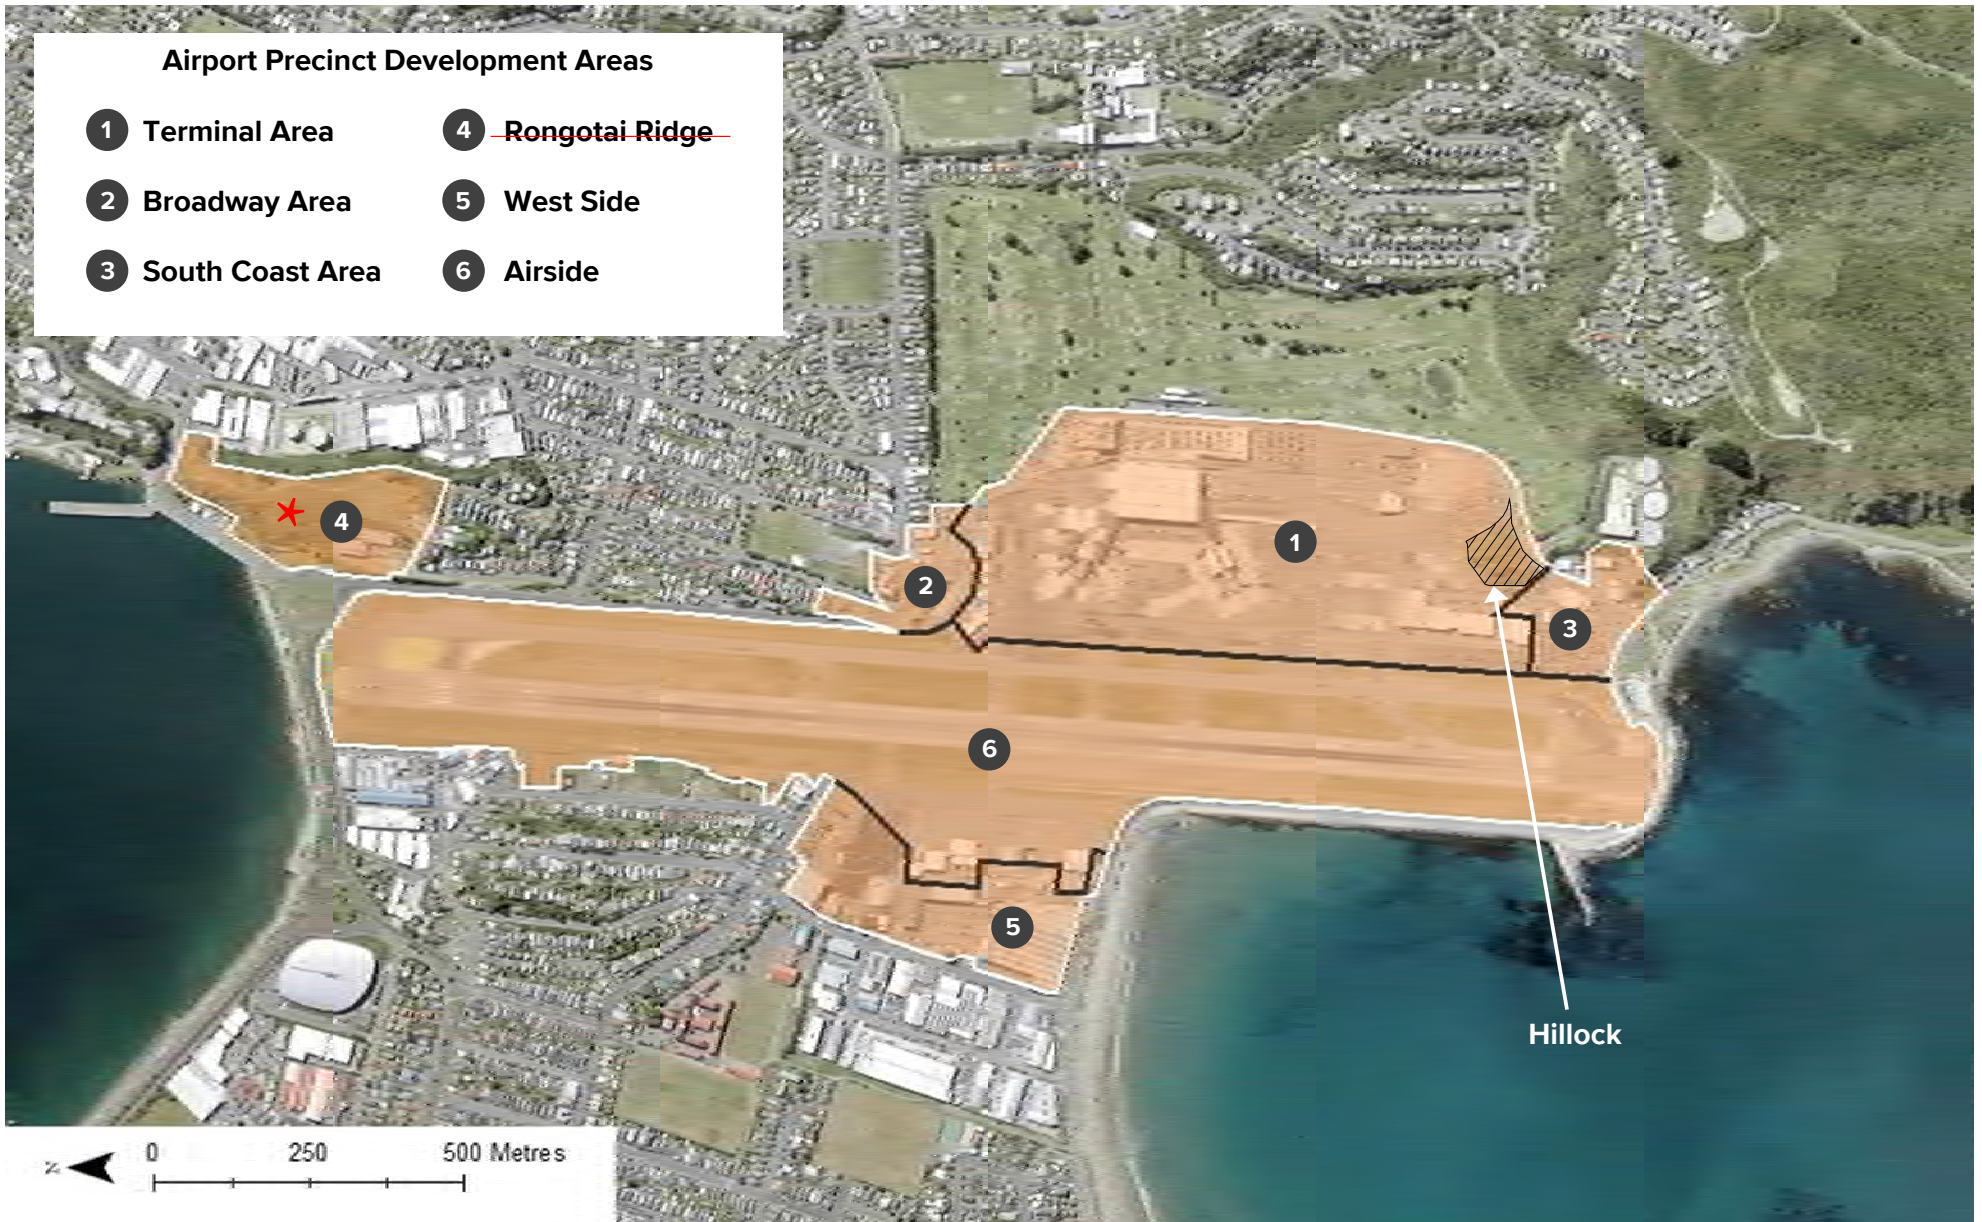 Airport Precinct Development Areas
1 Terminal Area
4 Rongotai Ridge
2 Broadway Area
5 West Side
3 South Coast Area
6 Airside
4
1
2
3
6
5
Hillock
N
0 250 500 Metres